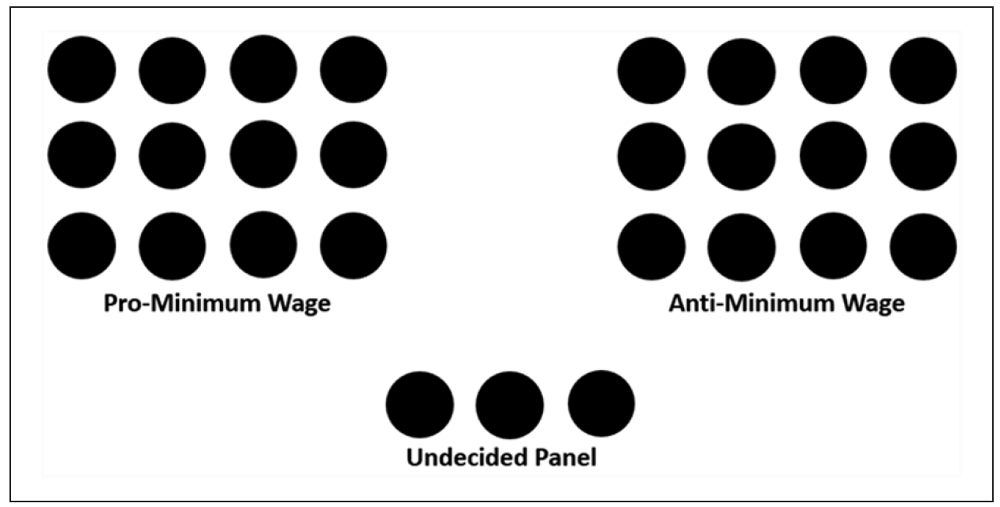 Pro-Minimum Wage
Anti-Minimum Wage
Undecided Panel